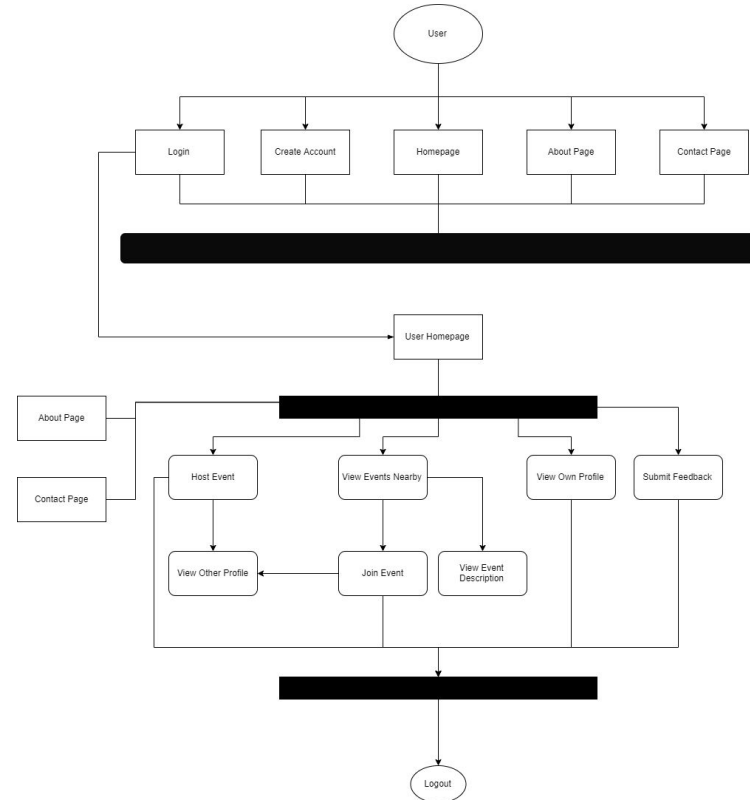 User
Login
Create Account
Homepage
About Page
Contact Page
User Homepage
About Page
Contact Page
Host Event
View Events Nearby
View Own Profile
Submit Feedback
View Other Profile
Join Event
View Event
Description
Logout